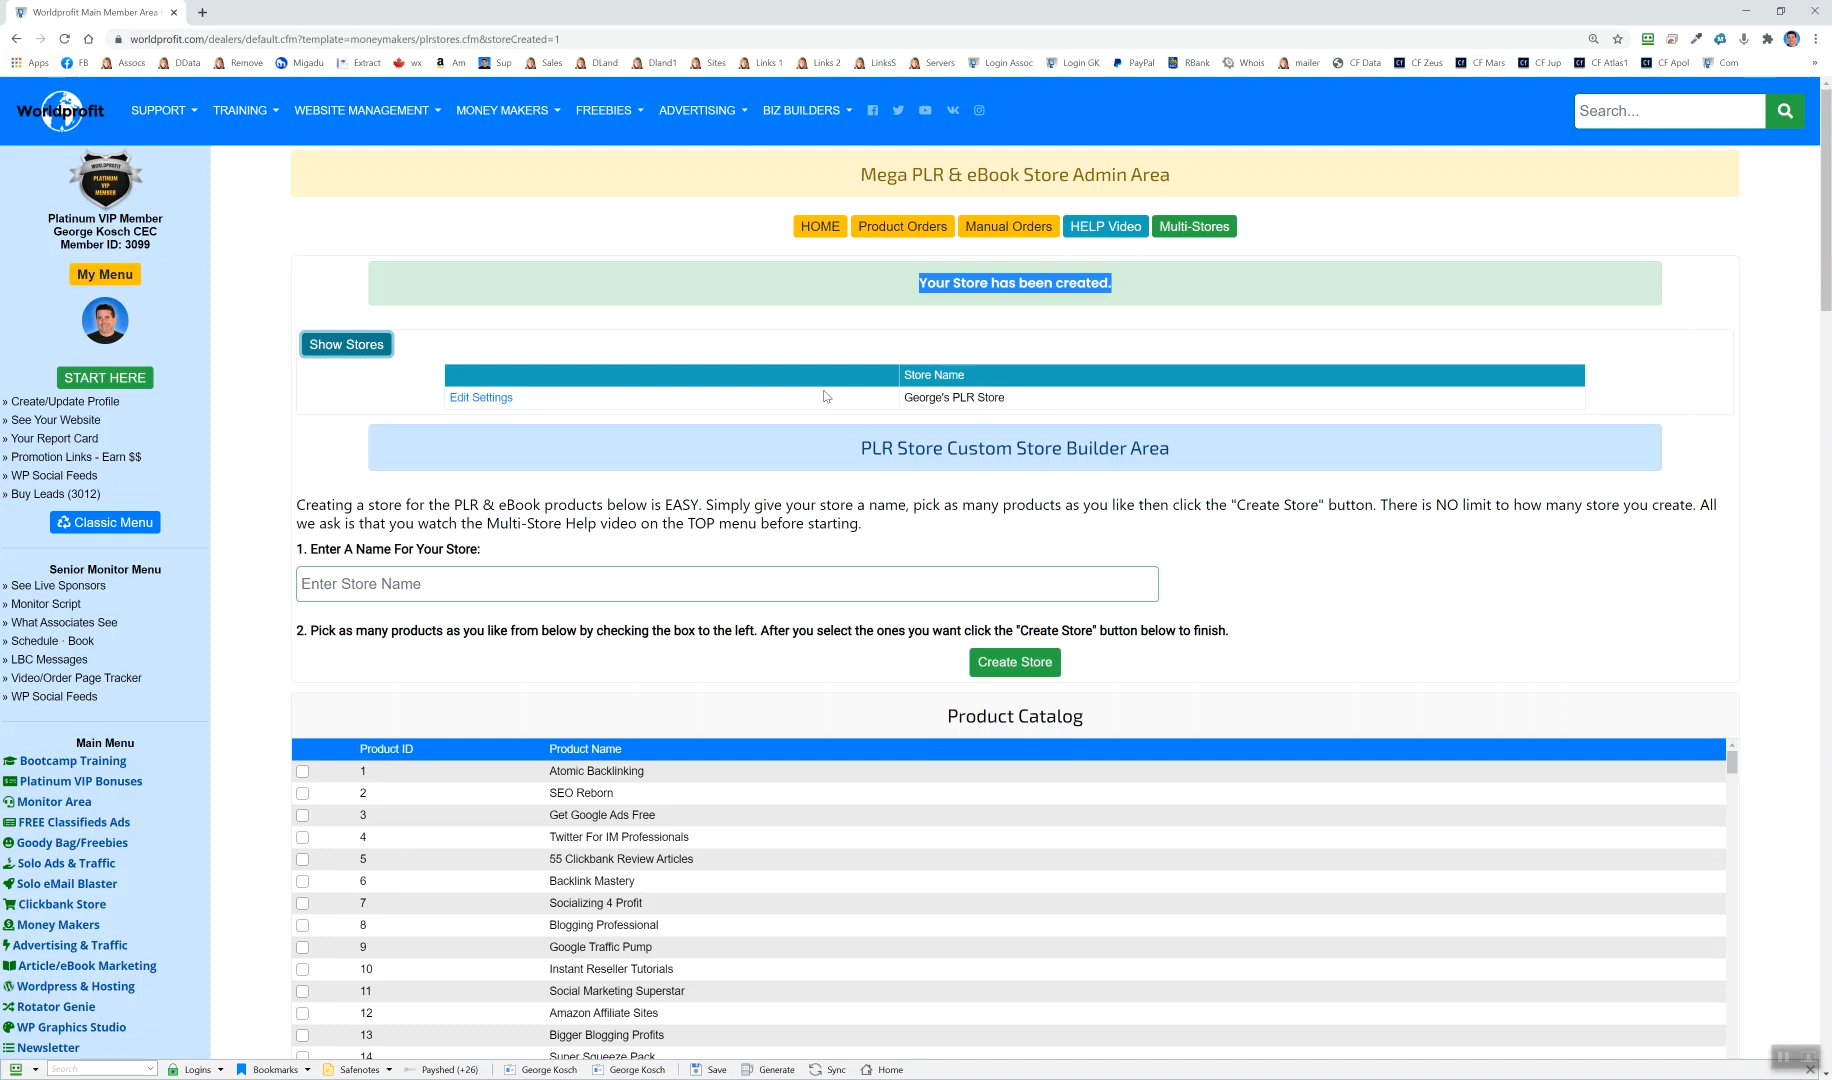 Worldprofit Main Member Area
worldprofit.com/dealers/default.cfm?template=moneymakers/plrstores.cfm&storeCreated=1
Apps FB Assocs DData Remove Migadu Extract wx Am Sup Sales DLand Dland1 Sites Links 1 Links 2 LinksS Servers Login Assoc Login GK PayPal RBank Whois mailer CF Data CF Zeus CF Mars CF Jup CF Atlas1 CF Apol Com »
Worldprofit SUPPORT TRAINING WEBSITE MANAGEMENT MONEY MAKERS FREEBIES ADVERTISING BIZ BUILDERS Search...
WORLDPROFIT
PLATINUM
VIP
MEMBER
Platinum VIP Member
George Kosch CEC
Member ID: 3099
My Menu
START HERE
» Create/Update Profile
» See Your Website
» Your Report Card
» Promotion Links - Earn $$
» WP Social Feeds
» Buy Leads (3012)
Classic Menu
Senior Monitor Menu
» See Live Sponsors
» Monitor Script
» What Associates See
» Schedule · Book
» LBC Messages
» Video/Order Page Tracker
» WP Social Feeds
Main Menu
Bootcamp Training
Platinum VIP Bonuses
Monitor Area
FREE Classifieds Ads
Goody Bag/Freebies
Solo Ads & Traffic
Solo eMail Blaster
Clickbank Store
Money Makers
Advertising & Traffic
Article/eBook Marketing
Wordpress & Hosting
Rotator Genie
WP Graphics Studio
Newsletter
Mega PLR & eBook Store Admin Area
HOME Product Orders Manual Orders HELP Video Multi-Stores
Your Store has been created.
Show Stores
Store Name
Edit Settings George's PLR Store
PLR Store Custom Store Builder Area
Creating a store for the PLR & eBook products below is EASY. Simply give your store a name, pick as many products as you like then click the "Create Store" button. There is NO limit to how many store you create. All
we ask is that you watch the Multi-Store Help video on the TOP menu before starting.
1. Enter A Name For Your Store:
Enter Store Name
2. Pick as many products as you like from below by checking the box to the left. After you select the ones you want click the "Create Store" button below to finish.
Create Store
Product Catalog
Product ID Product Name
1 Atomic Backlinking
2 SEO Reborn
3 Get Google Ads Free
4 Twitter For IM Professionals
5 55 Clickbank Review Articles
6 Backlink Mastery
7 Socializing 4 Profit
8 Blogging Professional
9 Google Traffic Pump
10 Instant Reseller Tutorials
11 Social Marketing Superstar
12 Amazon Affiliate Sites
13 Bigger Blogging Profits
14 Super Squeeze Pack
Search Logins Bookmarks Safenotes Payshed (+26) George Kosch George Kosch Save Generate Sync Home